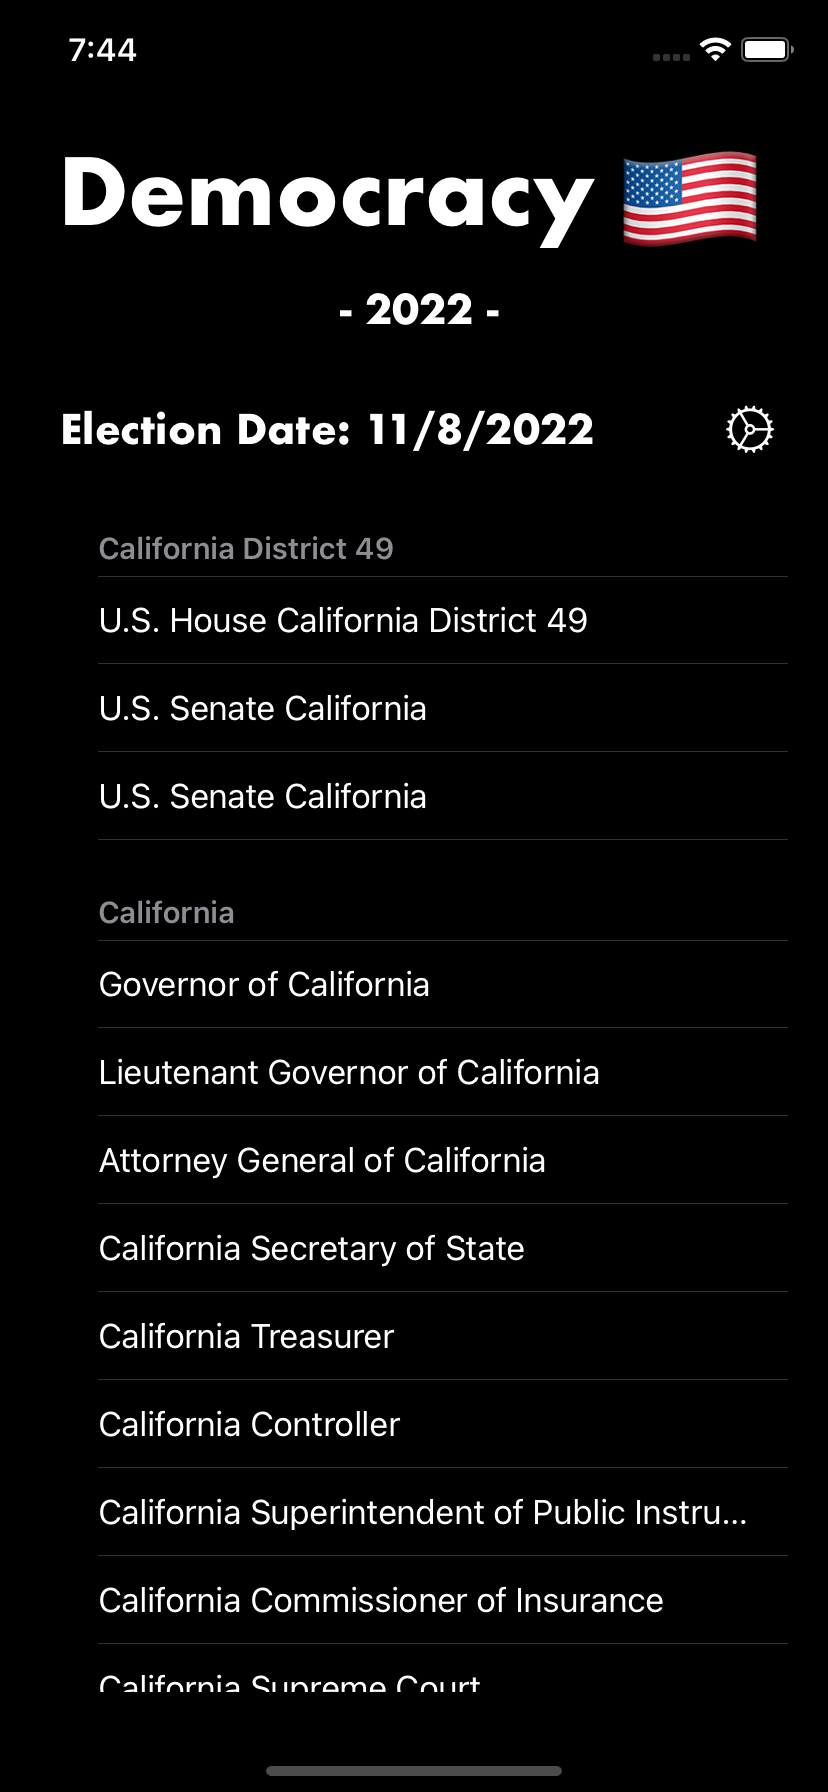 7:44
Democracy
- 2022 -
Election Date: 11/8/2022
California District 49
U.S. House California District 49
U.S. Senate California
U.S. Senate California
California
Governor of California
Lieutenant Governor of California
Attorney General of California
California Secretary of State
California Treasurer
California Controller
California Superintendent of Public Instru...
California Commissioner of Insurance
California Supreme Court